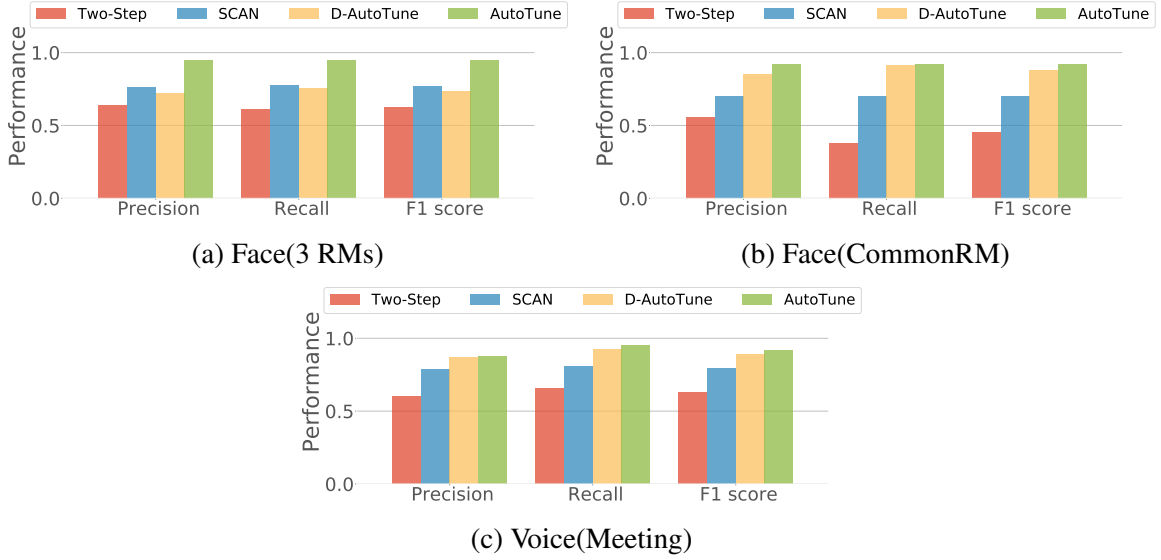 Two-Step SCAN D-AutoTune AutoTune
Performance
1.0
0.5
0.0
Precision Recall F1 score
(a) Face(3 RMs)
Two-Step SCAN D-AutoTune AutoTune
Performance
1.0
0.5
0.0
Precision Recall F1 score
(b) Face(CommonRM)
Two-Step SCAN D-AutoTune AutoTune
Performance
1.0
0.5
0.0
Precision Recall F1 score
(c) Voice(Meeting)